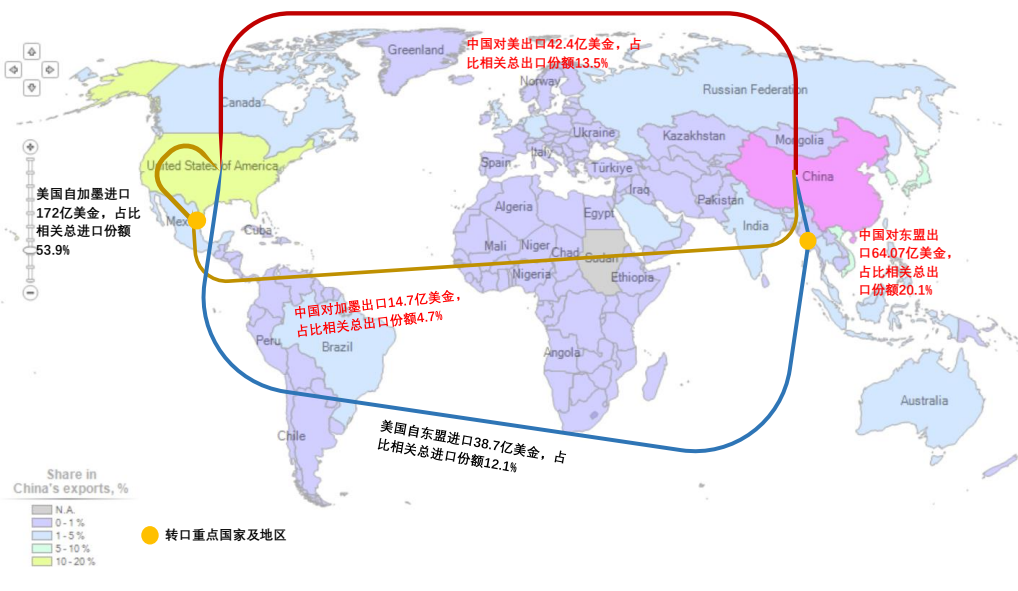 中国对美出口42.4亿美金，占
比相关总出口份额13.5%
Greenland
Norway
Russian Federation
Canada
Ukraine
Kazakhstan
Mongolia
Italy
Spain
Türkiye
United States of America
China
Iraq
Pakistan
美国自加墨进口
172亿美金，占比
相关总进口份额
53.9%
Mex
Cuba
Algeria
Egypt
India
中国对东盟出
口64.07亿美金，
占比相关总出
口份额20.1%
Mali
Niger
Chad
Sudan
Nigeria
Ethiopia
中国对加墨出口14.7亿美金，
占比相关总出口份额4.7%
Peru
Brazil
Angola
Australia
Chile
美国自东盟进口38.7亿美金，占
比相关总进口份额12.1%
Share in
China's exports, %
N.A.
0 - 1 %
1 - 5 %
5 - 10 %
10 - 20 %
转口重点国家及地区